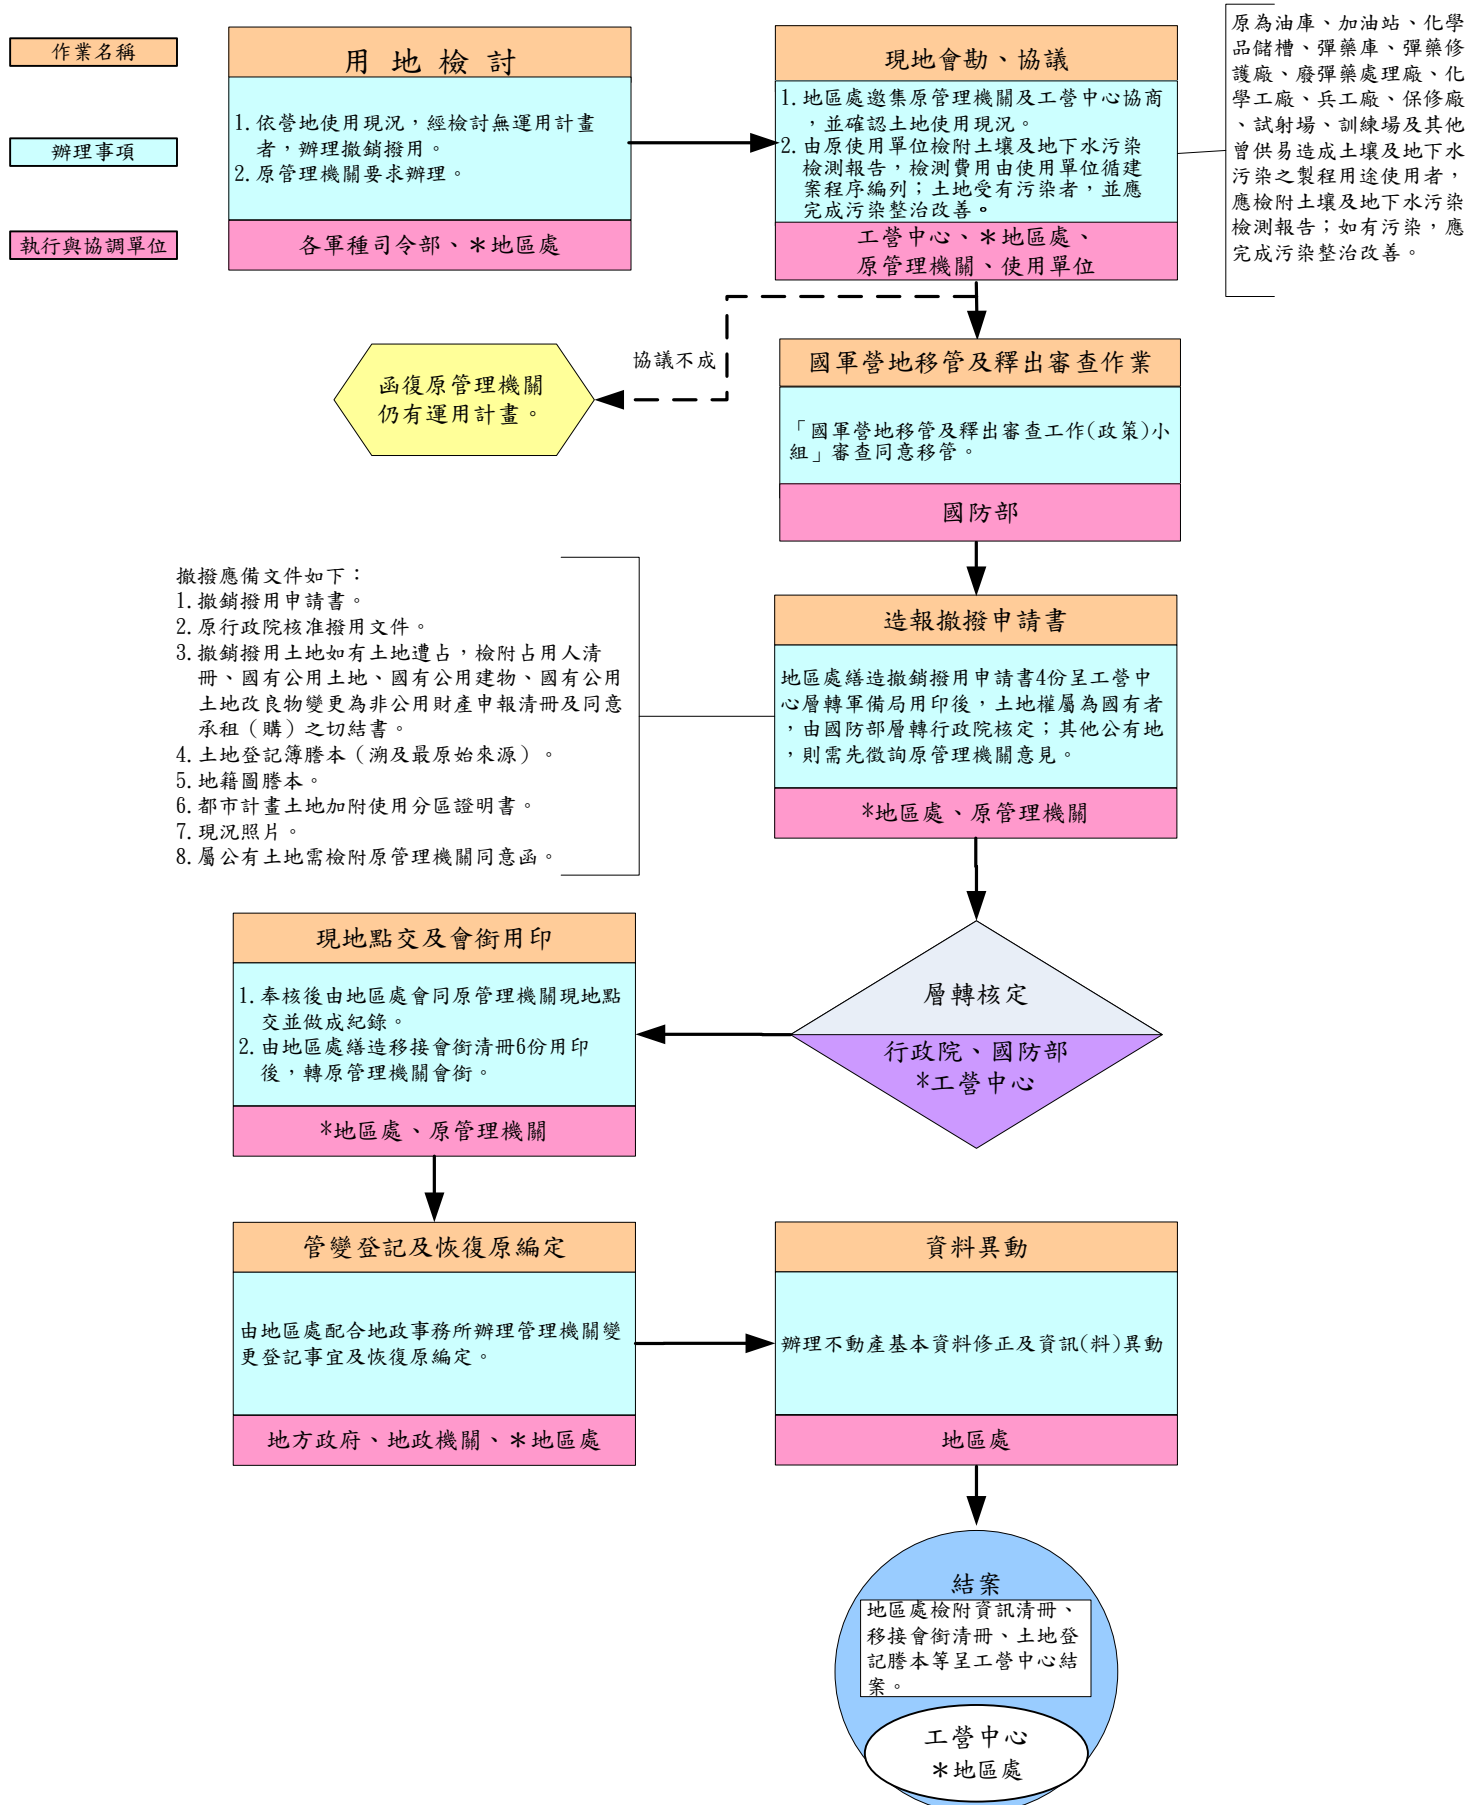 作業名稱
辦理事項
執行與協調單位
用地檢討
1.依營地使用現況，經檢討無運用計畫
者，辦理撤銷撥用。
2.原管理機關要求辦理。
各軍種司令部、＊地區處
現地會勘、協議
1.地區處邀集原管理機關及工營中心協商
，並確認土地使用現況。
2.由原使用單位檢附土壤及地下水污染
檢測報告，檢測費用由使用單位循建
案程序編列；土地受有污染者，並應
完成污染整治改善。
工營中心、＊地區處、
原管理機關、使用單位
原為油庫、加油站、化學
品儲槽、彈藥庫、彈藥修
護廠、廢彈藥處理廠、化
學工廠、兵工廠、保修廠
、試射場、訓練場及其他
曾供易造成土壤及地下水
污染之製程用途使用者，
應檢附土壤及地下水污染
檢測報告；如有污染，應
完成污染整治改善。
協議不成
函復原管理機關
仍有運用計畫。
國軍營地移管及釋出審查作業
「國軍營地移管及釋出審查工作(政策)小
組」審查同意移管。
國防部
撤撥應備文件如下：
1.撤銷撥用申請書。
2.原行政院核准撥用文件。
3.撤銷撥用土地如有土地遭占，檢附占用人清
冊、國有公用土地、國有公用建物、國有公用
土地改良物變更為非公用財產申報清冊及同意
承租（購）之切結書。
4.土地登記簿謄本（溯及最原始來源）。
5.地籍圖謄本。
6.都市計畫土地加附使用分區證明書。
7.現況照片。
8.屬公有土地需檢附原管理機關同意函。
造報撤撥申請書
地區處繕造撤銷撥用申請書4份呈工營中
心層轉軍備局用印後，土地權屬為國有者
，由國防部層轉行政院核定；其他公有地
，則需先徵詢原管理機關意見。
*地區處、原管理機關
層轉核定
行政院、國防部
*工營中心
現地點交及會銜用印
1.奉核後由地區處會同原管理機關現地點
交並做成紀錄。
2.由地區處繕造移接會銜清冊6份用印
後，轉原管理機關會銜。
*地區處、原管理機關
管變登記及恢復原編定
由地區處配合地政事務所辦理管理機關變
更登記事宜及恢復原編定。
地方政府、地政機關、＊地區處
資料異動
辦理不動產基本資料修正及資訊(料)異動
地區處
結案
地區處檢附資訊清冊、
移接會銜清冊、土地登
記謄本等呈工營中心結
案。
工營中心
＊地區處